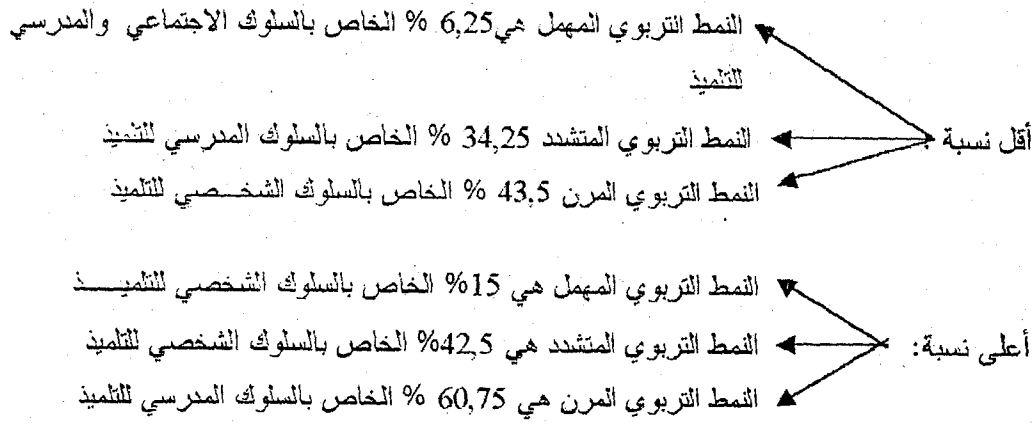 النمط التربوي المهمل هي6,25 % الخاص بالسلوك الاجتماعي والمدرسي
للتلميذ
أقل نسبة : النمط التربوي المتشدد 34,25 % الخاص بالسلوك المدرسي للتلميذ
النمط التربوي المرن 43,5 % الخاص بالسلوك الشخصي للتلميذ
النمط التربوي المهمل هي 15% الخاص بالسلوك الشخصي للتلميذ
أعلى نسبة: النمط التربوي المتشدد هي 42,5% الخاص بالسلوك الشخصي للتلميذ
النمط التربوي المرن هي 60,75 % الخاص بالسلوك المدرسي للتلميذ